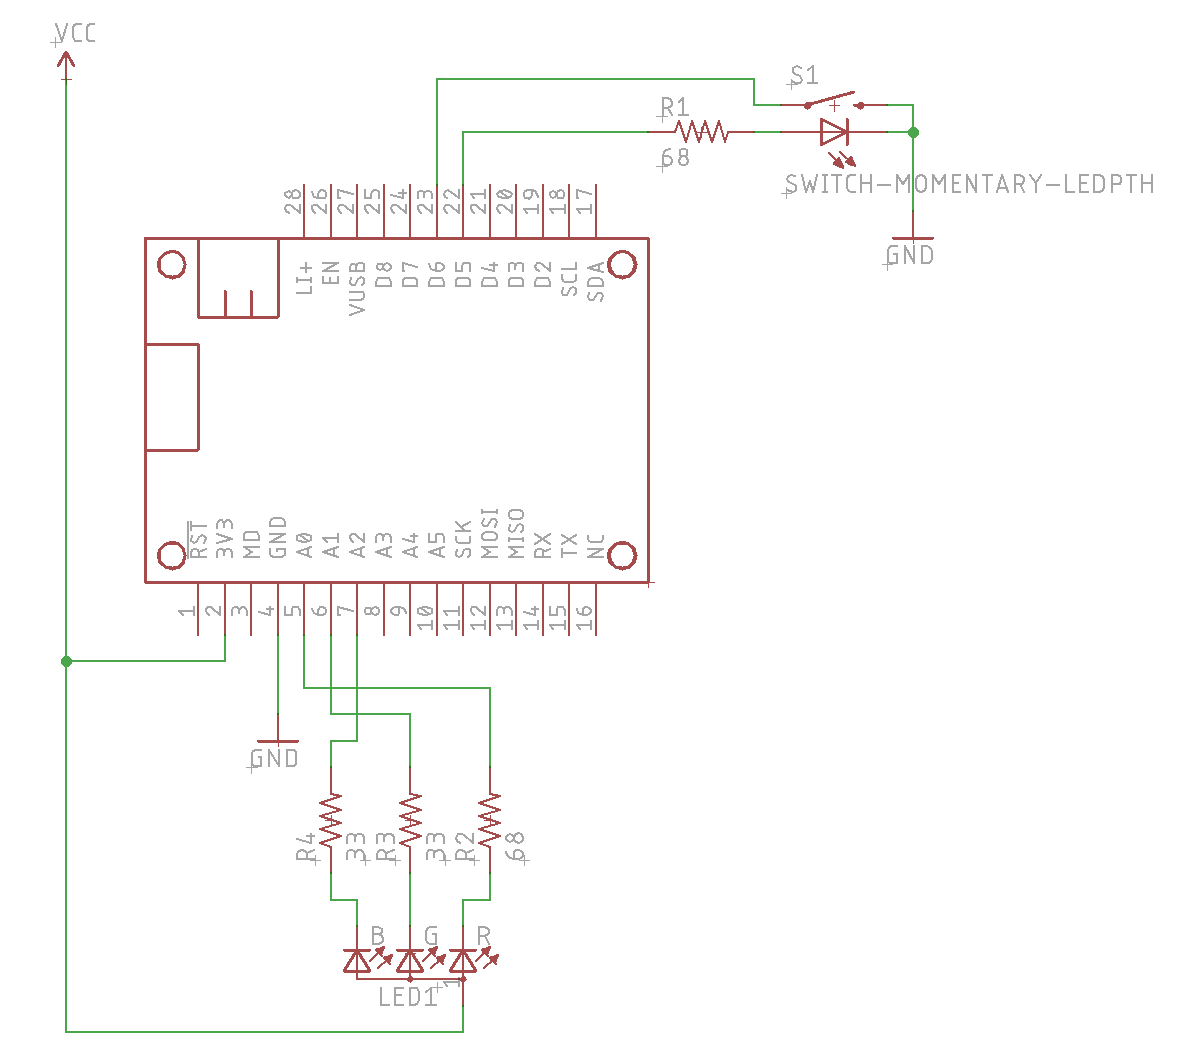 VCC
S1
R1
68
SWITCH-MOMENTARY-LEDPTH
GND
28 26 27 25 24 23 22 21 20 19 18 17
LI+ EN VUSB D8 D7 D6 D5 D4 D3 D2 SCL SDA
RST 3V3 MD GND A0 A1 A2 A3 A4 A5 SCK MOSI MISO RX TX NC
1 2 3 4 5 6 7 8 9 10 11 12 13 14 15 16
GND
R4 33 R3 33 R2 68
B G R
LED1 1